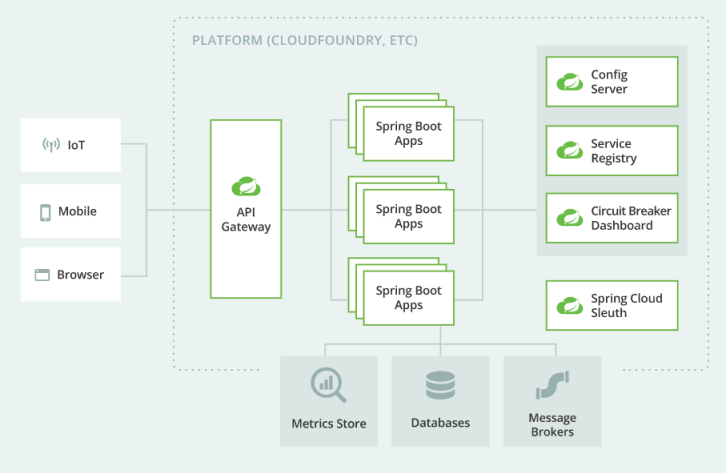 PLATFORM (CLOUDFOUNDRY, ETC)
IoT
Mobile
Browser
API
Gateway
Spring Boot
Apps
Spring Boot
Apps
Spring Boot
Apps
Config
Server
Service
Registry
Circuit Breaker
Dashboard
Spring Cloud
Sleuth
Metrics Store
Databases
Message
Brokers